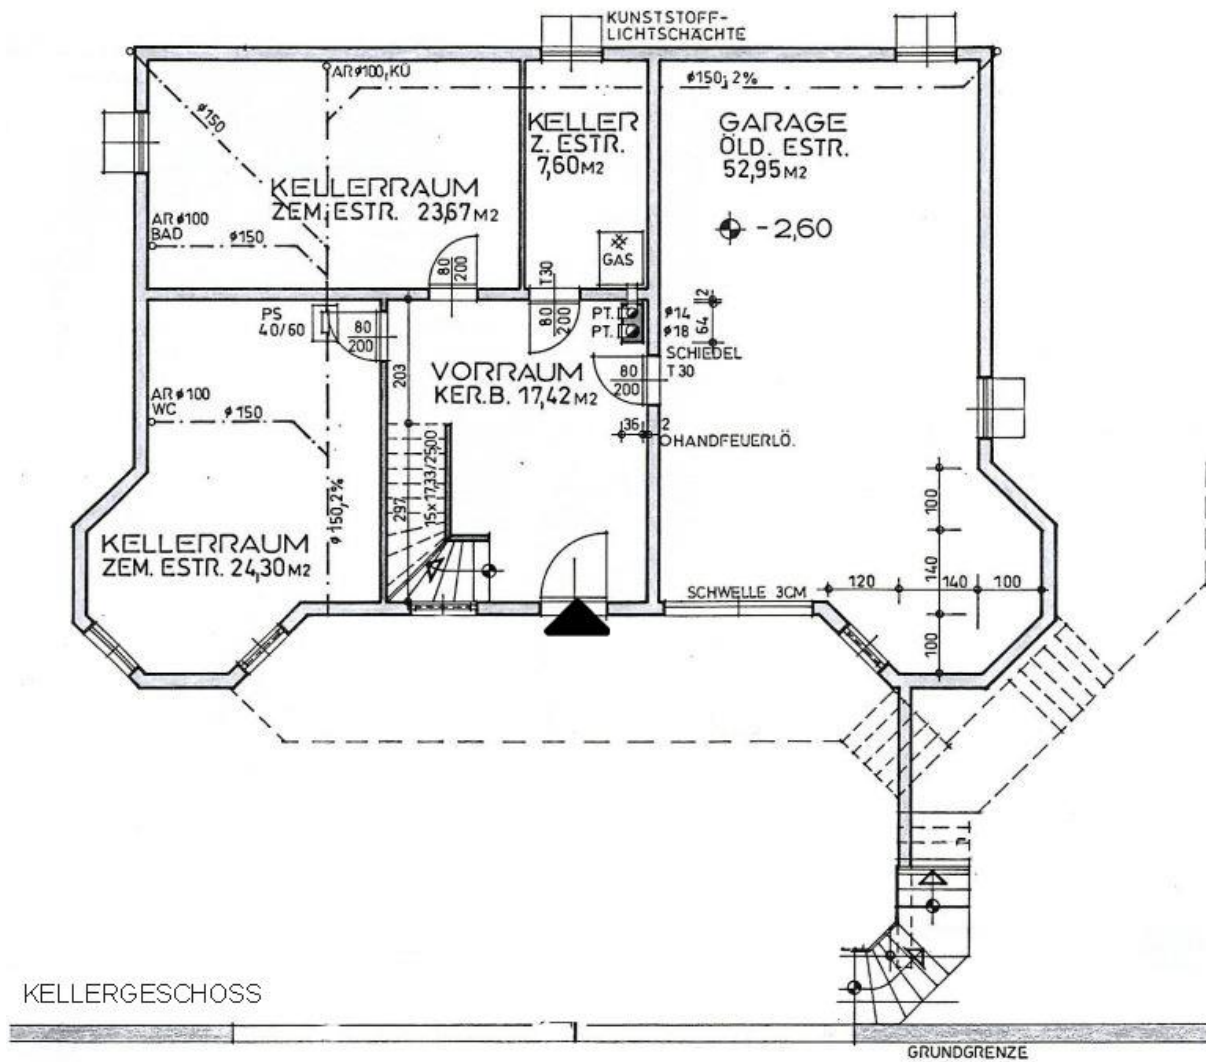 KUNSTSTOFF-
LICHTSCHÄCHTE
AR ø100, KÜ
ø150; 2%
ø150
KELLER
Z. ESTR.
7,60 M2
GARAGE
ÖLD. ESTR.
52,95 M2
KELLERRAUM
ZEM. ESTR. 23,67 M2
- 2,60
AR ø100
BAD
ø150
GAS
80
200
T30
80
200
PS
40/60
80
200
PT.
PT.
ø14
ø18
2
64
SCHIEDEL
T 30
80
200
203
VORRAUM
KER.B. 17,42 M2
AR ø100
WC
ø150
36
2
HANDFEUERLÖ.
15x17,33/25,00
297
ø150,2%
100
KELLERRAUM
ZEM. ESTR. 24,30 M2
140
SCHWELLE 3CM
120
140
100
100
KELLERGESCHOSS
GRUNDGRENZE